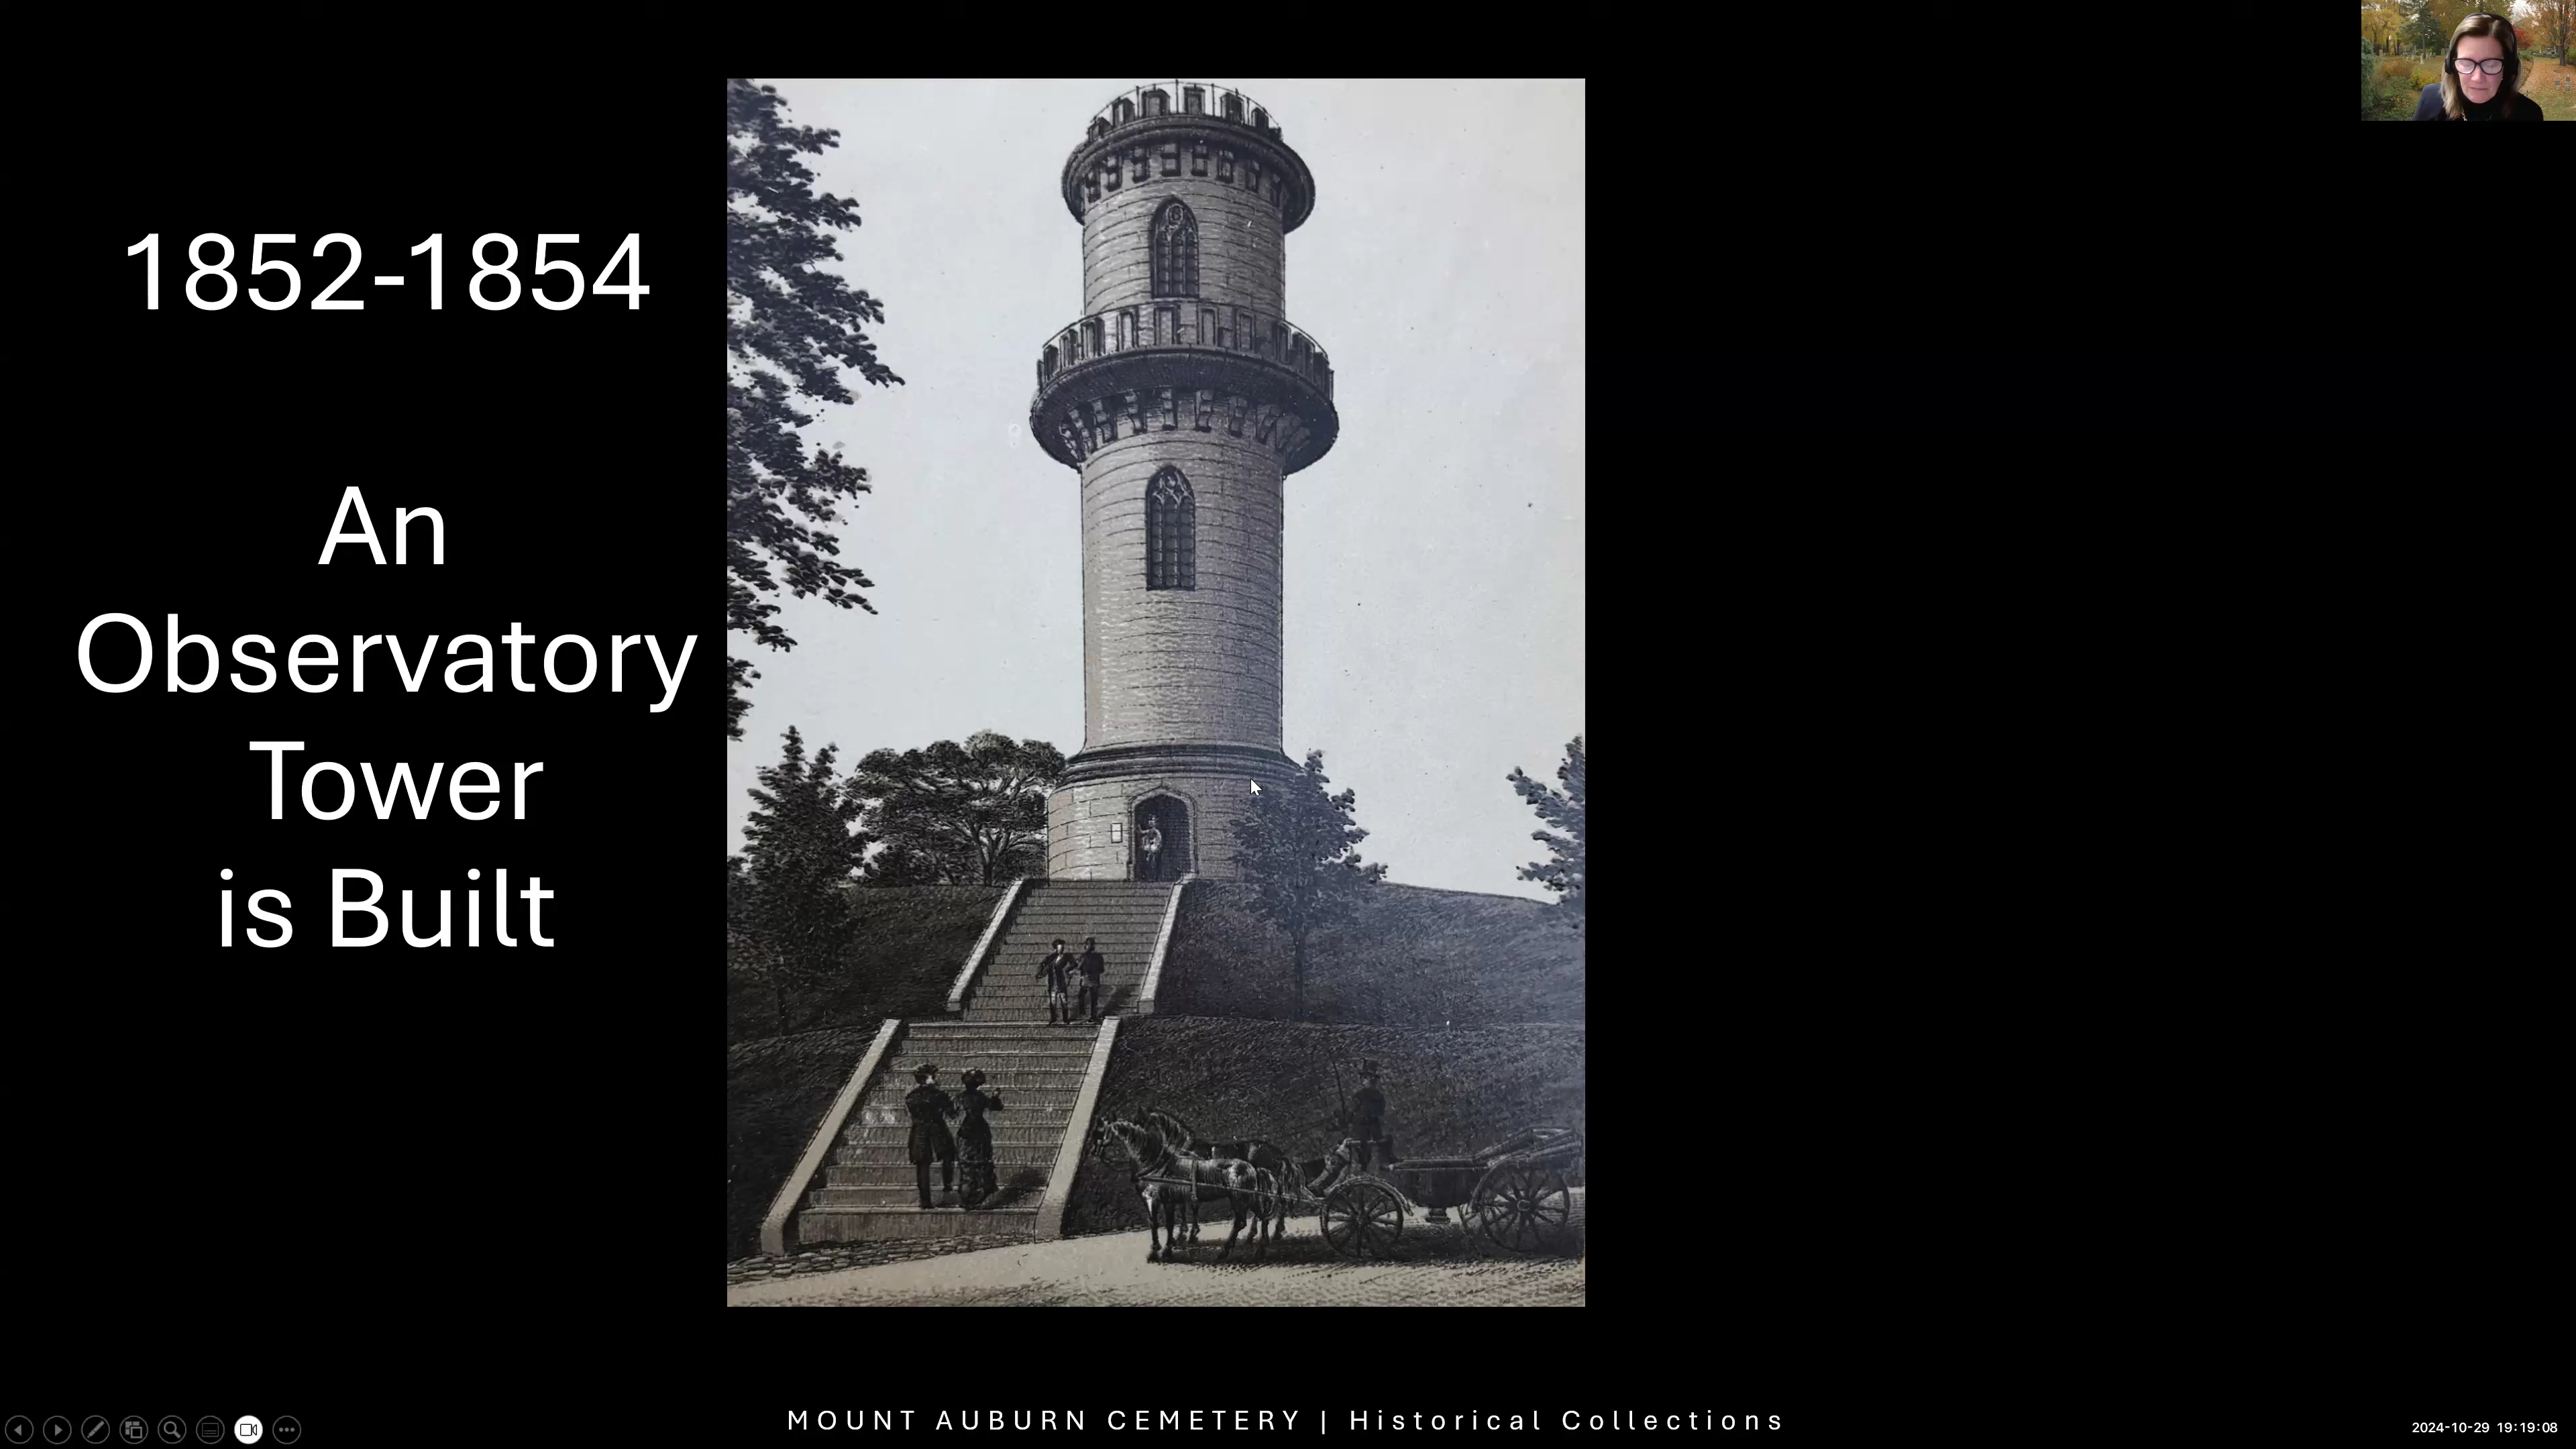 1852-1854
An
Observatory
Tower
is Built
MOUNT AUBURN CEMETERY | Historical Collections
2024-10-29 19:19:08